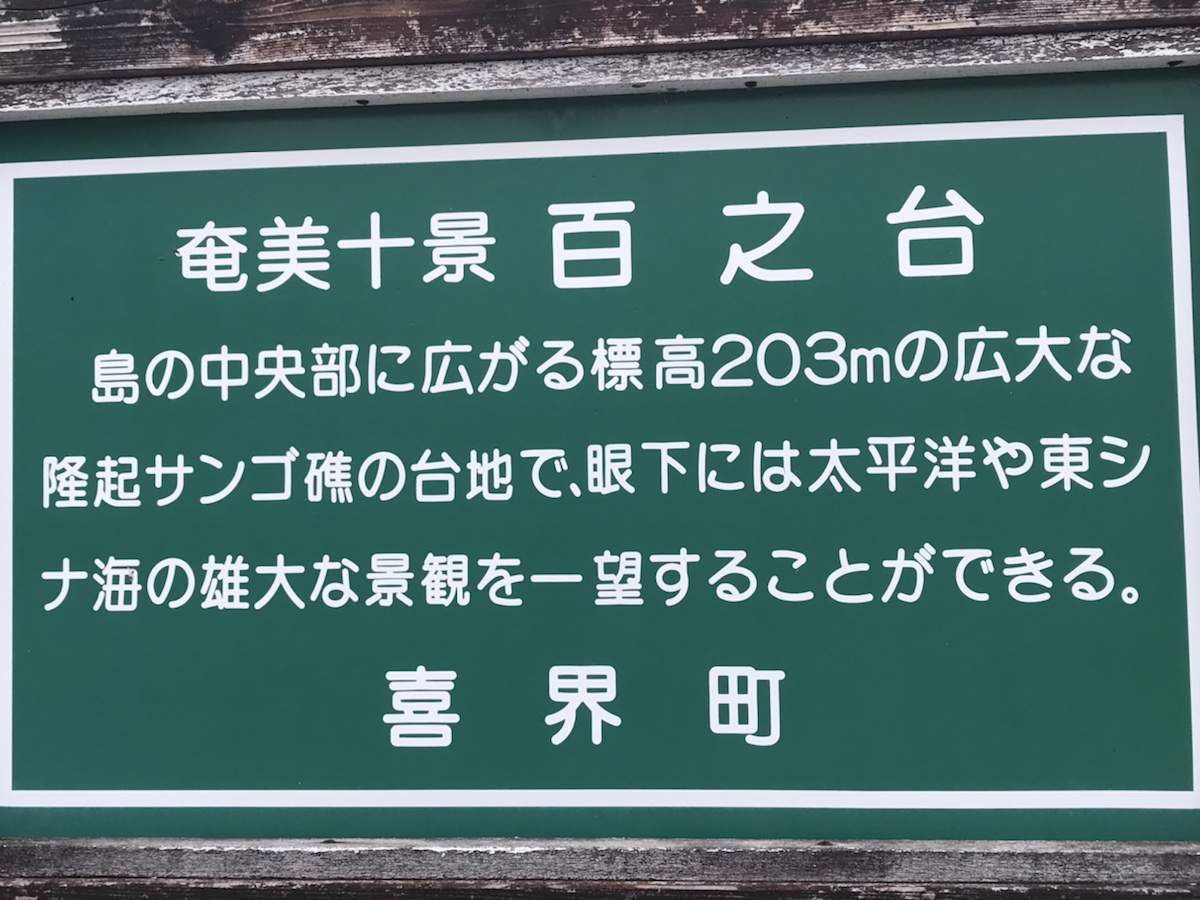 奄美十景 百之台
島の中央部に広がる標高203mの広大な
隆起サンゴ礁の台地で、眼下には太平洋や東シ
ナ海の雄大な景観を一望することができる。
喜界町